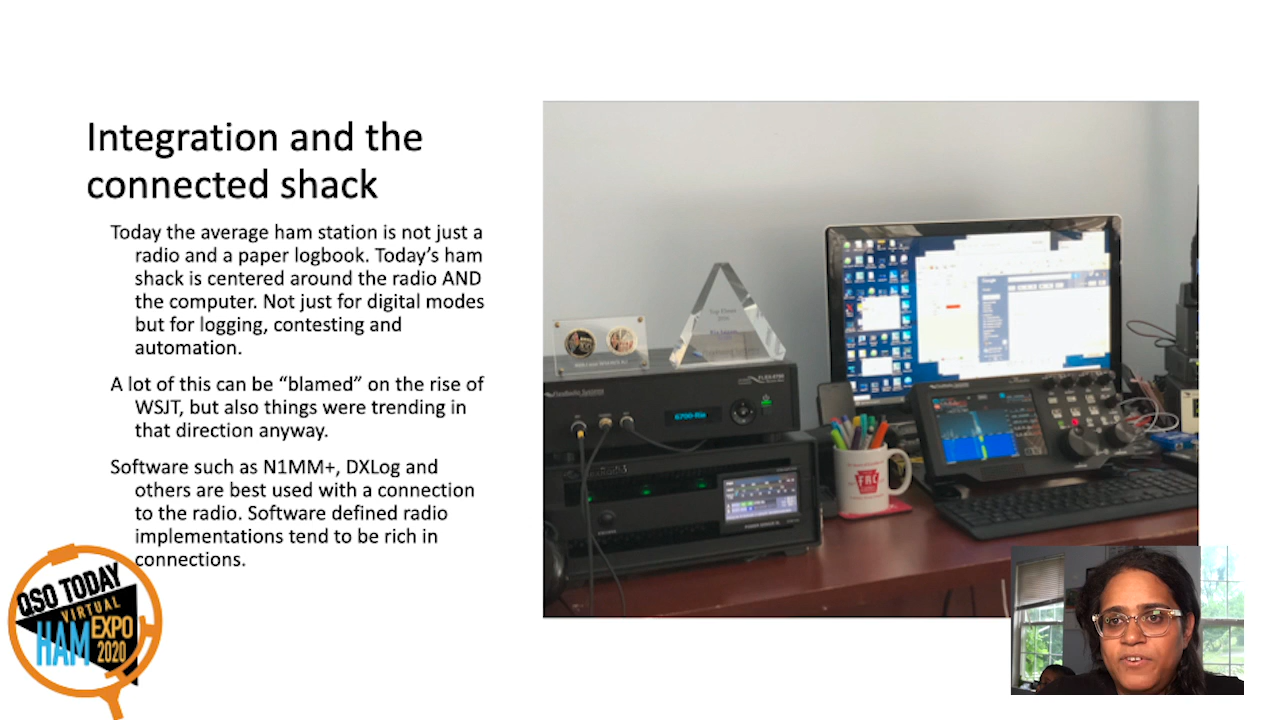 Integration and the
connected shack
Today the average ham station is not just a
radio and a paper logbook. Today’s ham
shack is centered around the radio AND
the computer. Not just for digital modes
but for logging, contesting and
automation.
A lot of this can be “blamed” on the rise of
WSJT, but also things were trending in
that direction anyway.
Software such as N1MM+, DXLog and
others are best used with a connection
to the radio. Software defined radio
implementations tend to be rich in
connections.
QSO TODAY
VIRTUAL
HAM EXPO
2020
FRC